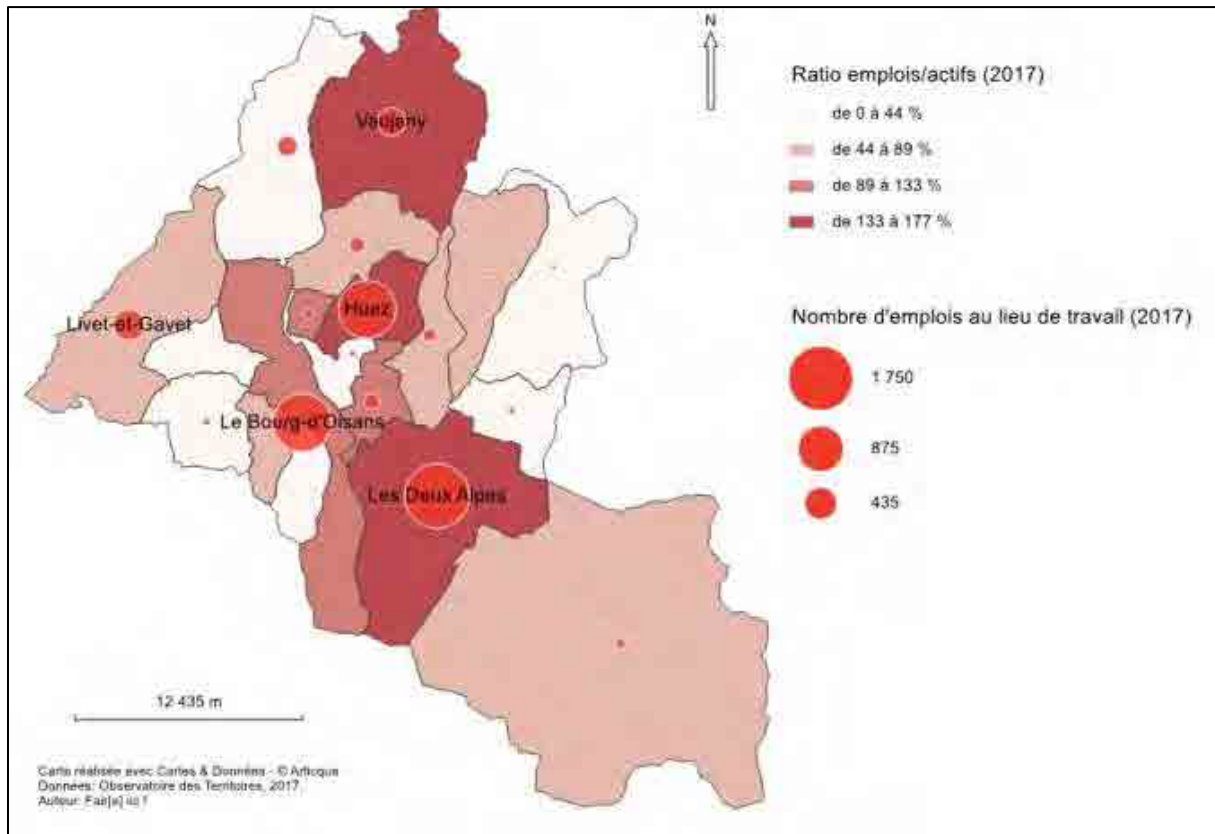 N
Ratio emplois/actifs (2017)
de 0 à 44 %
de 44 à 89 %
de 89 à 133 %
de 133 à 177 %
Nombre d'emplois au lieu de travail (2017)
1 750
875
435
Vaujany
Huez
Livet-et-Gavet
Le Bourg-d'Oisans
Les Deux Alpes
12 435 m
Carte réalisée avec Cartes & Données - © Articque
Données: Observatoire des Territoires, 2017
Auteur: